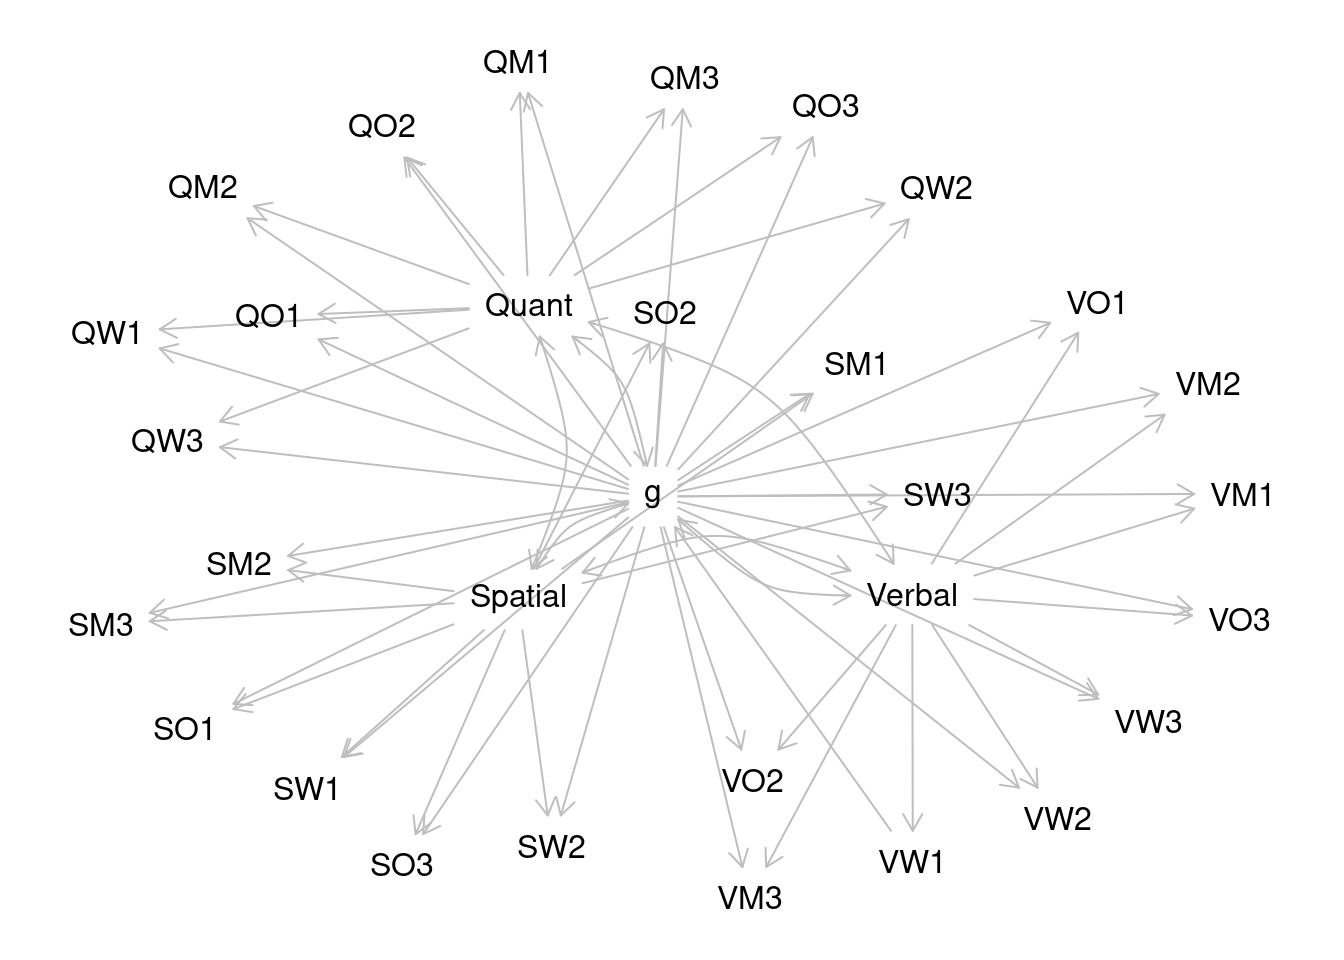 QM1
QM3
QO3
QO2
QM2
QW2
Quant
VO1
SO2
QO1
QW1
SM1
VM2
QW3
g
SW3
VM1
SM2
Spatial
Verbal
VO3
SM3
VW3
SO1
VO2
SW1
VW2
SW2
VW1
SO3
VM3